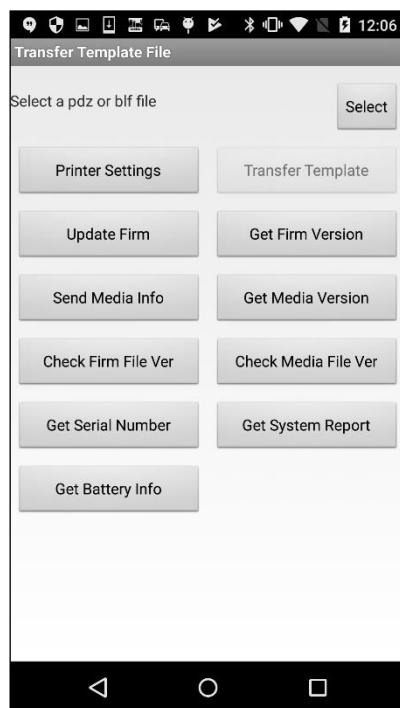 12:06
Transfer Template File
Select a pdz or blf file
Select
Printer Settings
Transfer Template
Update Firm
Get Firm Version
Send Media Info
Get Media Version
Check Firm File Ver
Check Media File Ver
Get Serial Number
Get System Report
Get Battery Info